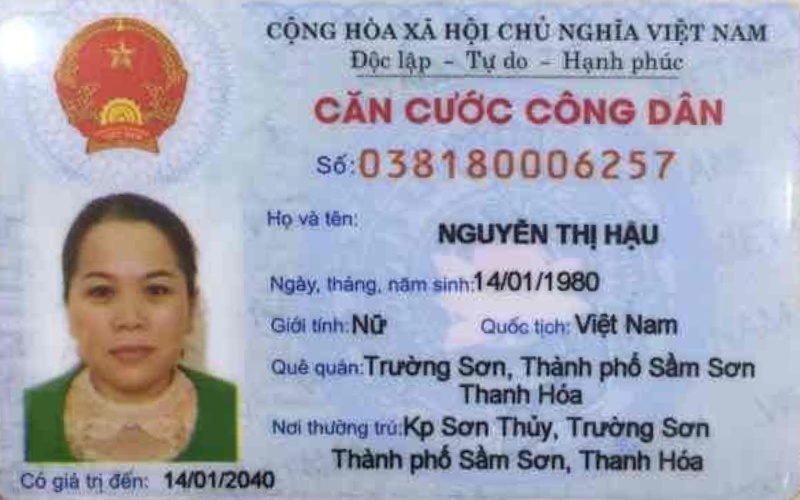 CỘNG HÒA XÃ HỘI CHỦ NGHĨA VIỆT NAM
Độc lập - Tự do - Hạnh phúc
CĂN CƯỚC CÔNG DÂN
Số: 038180006257
Họ và tên:
NGUYỄN THỊ HẬU
Ngày, tháng, năm sinh: 14/01/1980
Giới tính: Nữ Quốc tịch: Việt Nam
Quê quán: Trường Sơn, Thành phố Sầm Sơn
Thanh Hóa
Nơi thường trú: Kp Sơn Thủy, Trường Sơn
Thành phố Sầm Sơn, Thanh Hóa
Có giá trị đến: 14/01/2040